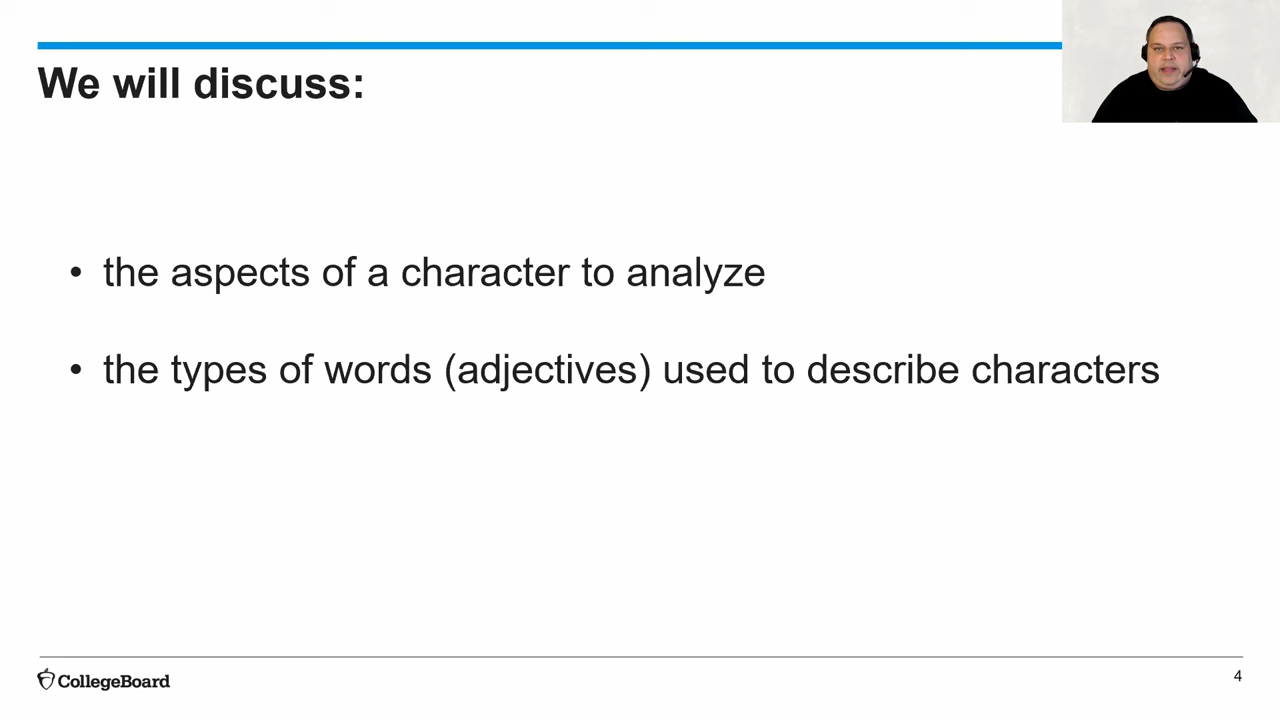 We will discuss:
• the aspects of a character to analyze
• the types of words (adjectives) used to describe characters
CollegeBoard
4